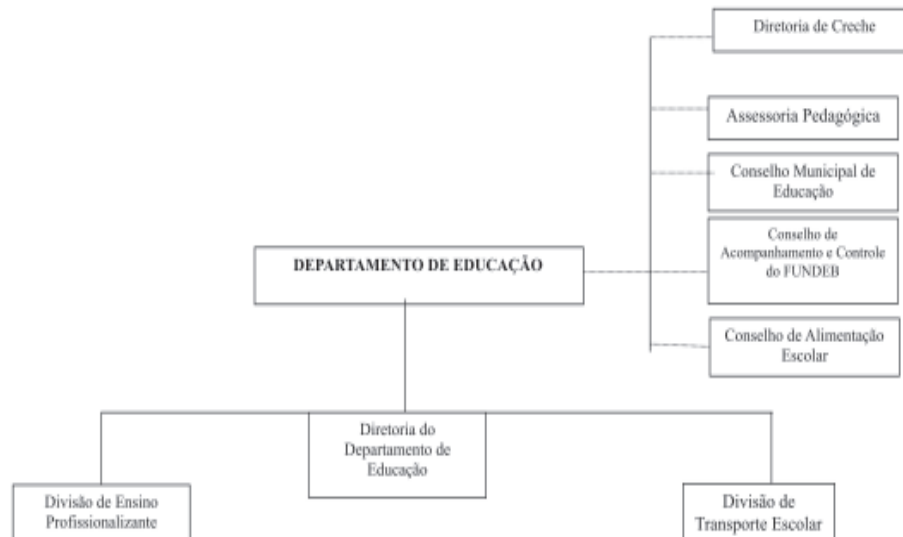 Diretoria de Creche
Assessoria Pedagógica
Conselho Municipal de
Educação
Conselho de
Acompanhamento e Controle
do FUNDEB
DEPARTAMENTO DE EDUCAÇÃO
Conselho de Alimentação
Escolar
Diretoria do
Departamento de
Educação
Divisão de Ensino
Profissionalizante
Divisão de
Transporte Escolar